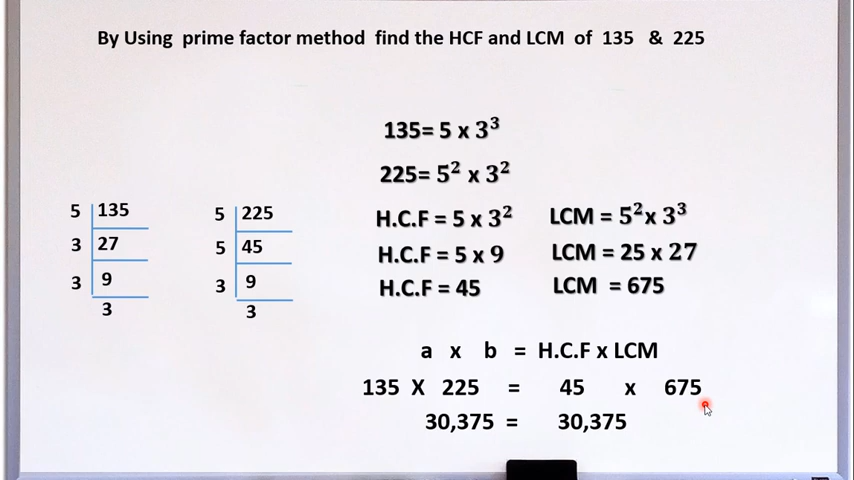 By Using prime factor method find the HCF and LCM of 135 & 225
135= 5 x 3³
225= 5² x 3²
5 135
3 27
3 9
3
5 225
5 45
3 9
3
H.C.F = 5 x 3²
H.C.F = 5 x 9
H.C.F = 45
LCM = 5²x 3³
LCM = 25 x 27
LCM = 675
a x b = H.C.F x LCM
135 X 225 = 45 x 675
30,375 = 30,375